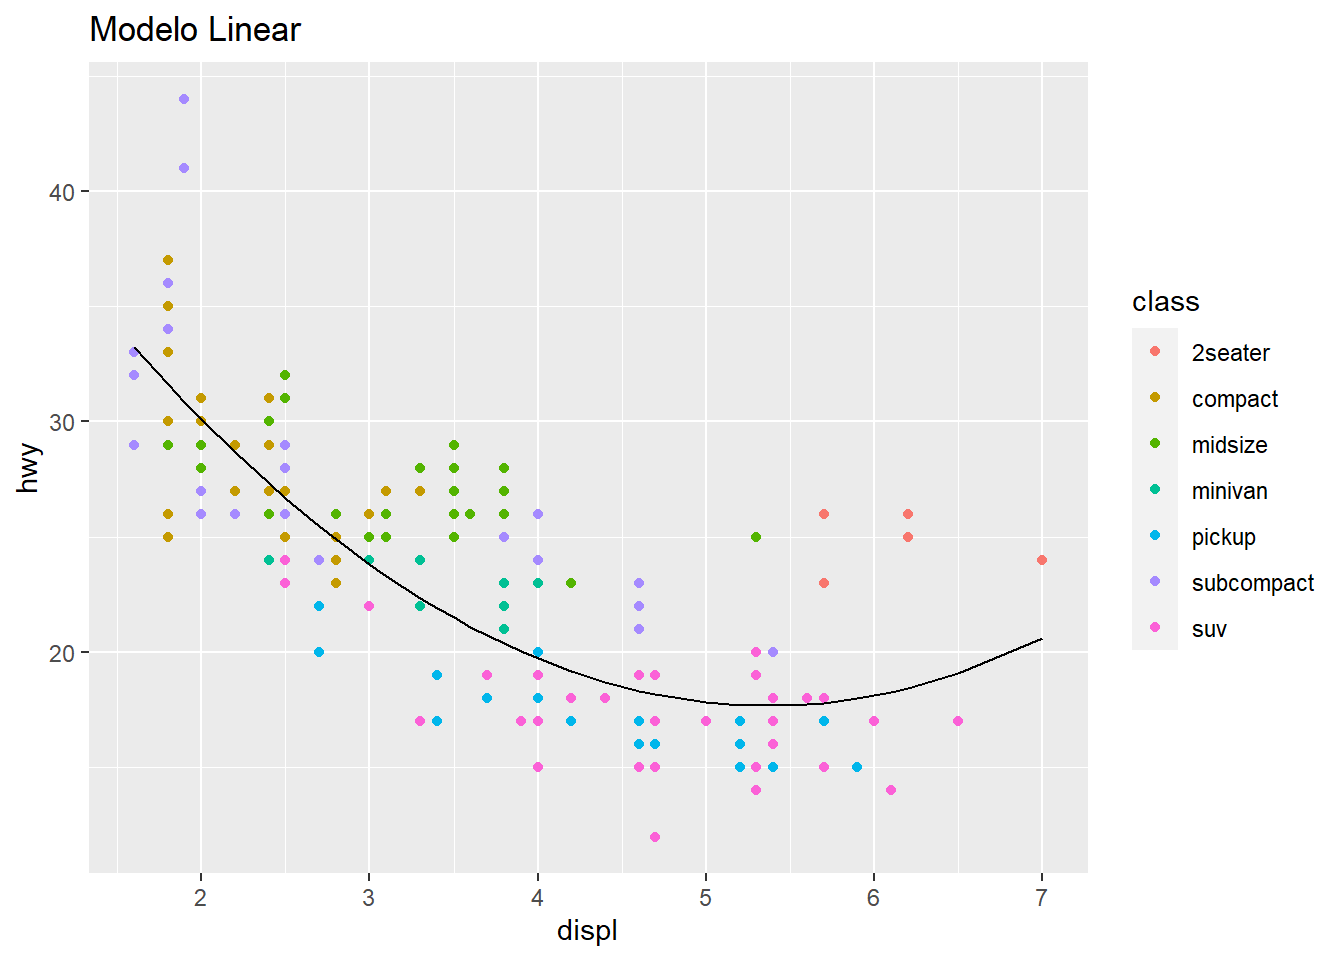 Modelo Linear
hwy
40
30
20
2 3 4 5 6 7
displ
class
2seater
compact
midsize
minivan
pickup
subcompact
suv